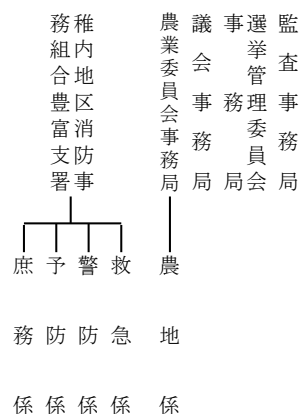 監査事務局
選挙管理委員会
事務局
議会事務局
農業委員会事務局
農地係
稚内地区消防事
務組合豊富支署
救急係
警防係
予防係
庶務係